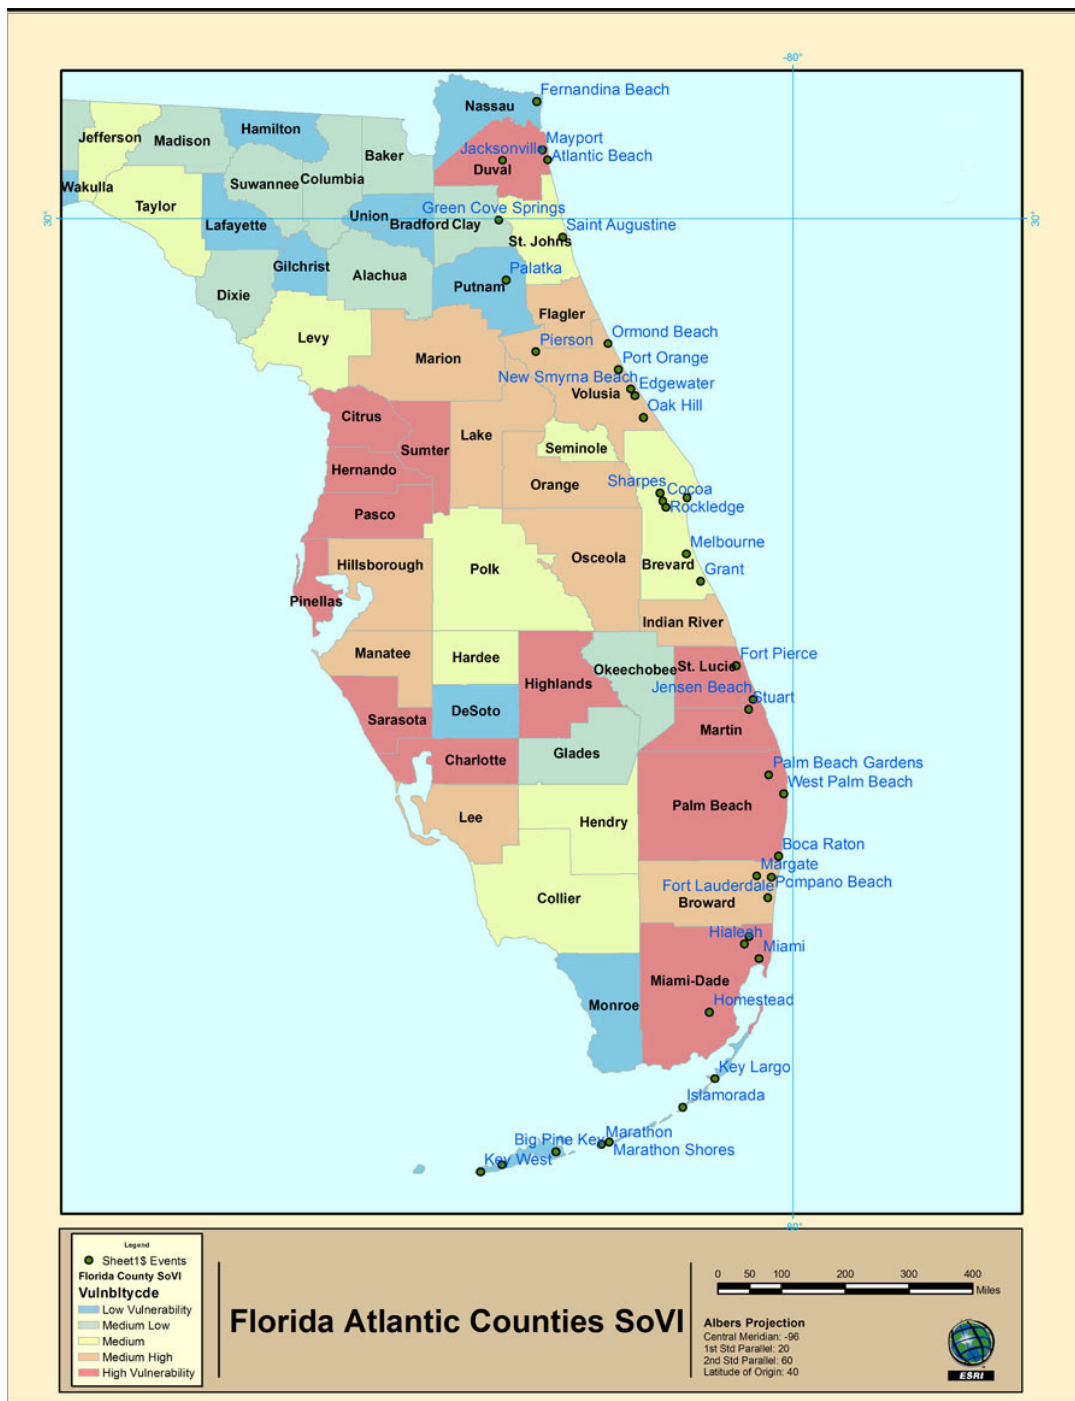 -80°
Fernandina Beach
Nassau
Jefferson
Madison
Hamilton
Mayport
Jacksonville
Atlantic Beach
Baker
Duval
Suwannee
Columbia
Wakulla
Taylor
Union
Green Cove Springs
30°
30°
Lafayette
Bradford
Clay
Saint Augustine
St. Johns
Gilchrist
Alachua
Palatka
Putnam
Dixie
Flagler
Ormond Beach
Levy
Pierson
Marion
Port Orange
New Smyrna Beach
Edgewater
Volusia
Oak Hill
Citrus
Lake
Sumter
Seminole
Hernando
Orange
Sharpes
Cocoa
Rockledge
Pasco
Melbourne
Hillsborough
Polk
Osceola
Brevard
Grant
Pinellas
Indian River
Manatee
Hardee
Okeechobee
St. Lucie
Fort Pierce
Highlands
Jensen Beach
Stuart
DeSoto
Sarasota
Martin
Charlotte
Glades
Palm Beach Gardens
West Palm Beach
Palm Beach
Lee
Hendry
Boca Raton
Margate
Fort Lauderdale
Pompano Beach
Collier
Broward
Hialeah
Miami
Miami-Dade
Monroe
Homestead
Key Largo
Islamorada
Marathon
Big Pine Key
Marathon Shores
Key West
-80°
Legend
Sheet1$ Events
Florida County SoVI
Vulnbltycde
Low Vulnerability
Medium Low
Medium
Medium High
High Vulnerability
Florida Atlantic Counties SoVI
0 50 100 200 300 400
Miles
Albers Projection
Central Meridian: -96
1st Std Parallel: 20
2nd Std Parallel: 60
Latitude of Origin: 40
ESRI